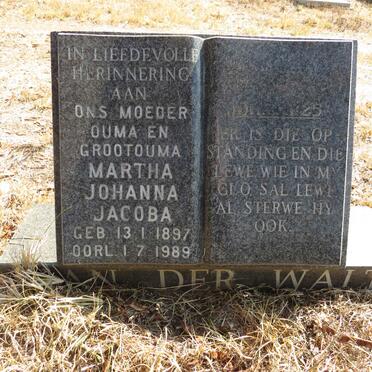 IN LIEFDEVOLLE
HERINNERING
AAN
ONS MOEDER
OUMA EN
GROOTOUMA
MARTHA
JOHANNA
JACOBA
GEB 13·1·1897
OORL 1·7·1989
25
IS DIE OP
STANDING EN DIE
LEWE WIE IN MY
GLO SAL LEWE
AL STERWE HY
OOK.
DER WALT